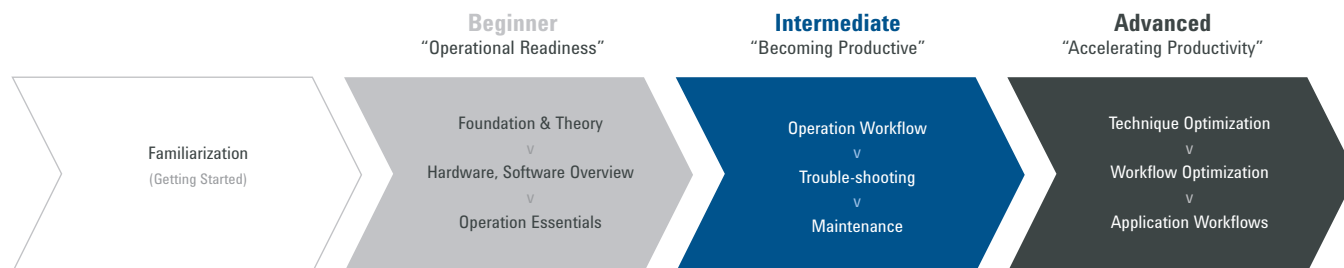 Beginner
“Operational Readiness”
Intermediate
“Becoming Productive”
Advanced
“Accelerating Productivity”
Familiarization
(Getting Started)
Foundation & Theory
v
Hardware, Software Overview
v
Operation Essentials
Operation Workflow
v
Trouble-shooting
v
Maintenance
Technique Optimization
v
Workflow Optimization
v
Application Workflows